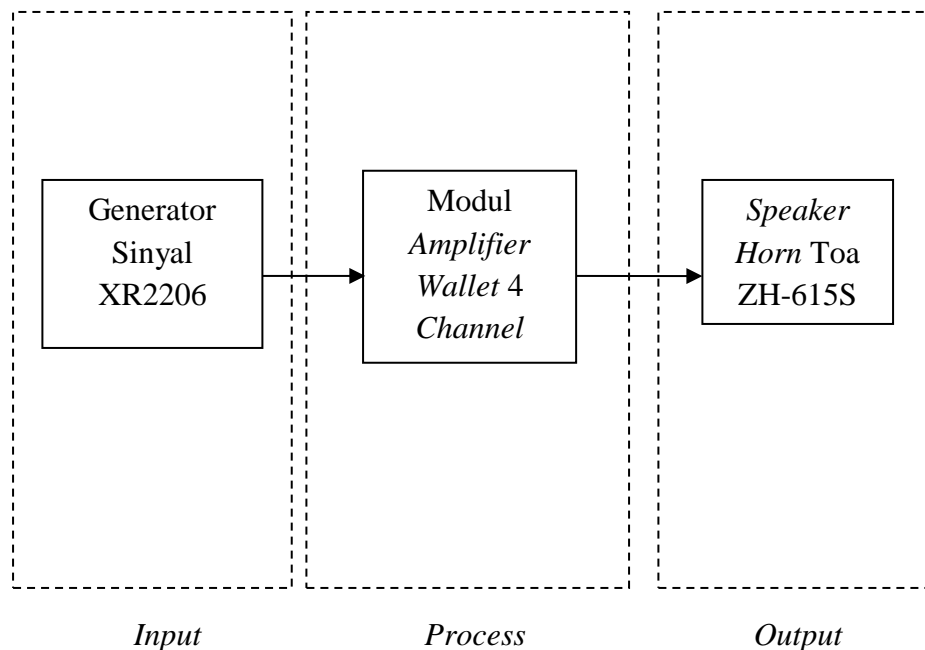 Generator
Sinyal
XR2206
Modul
Amplifier
Wallet 4
Channel
Speaker
Horn Toa
ZH-615S
Input
Process
Output